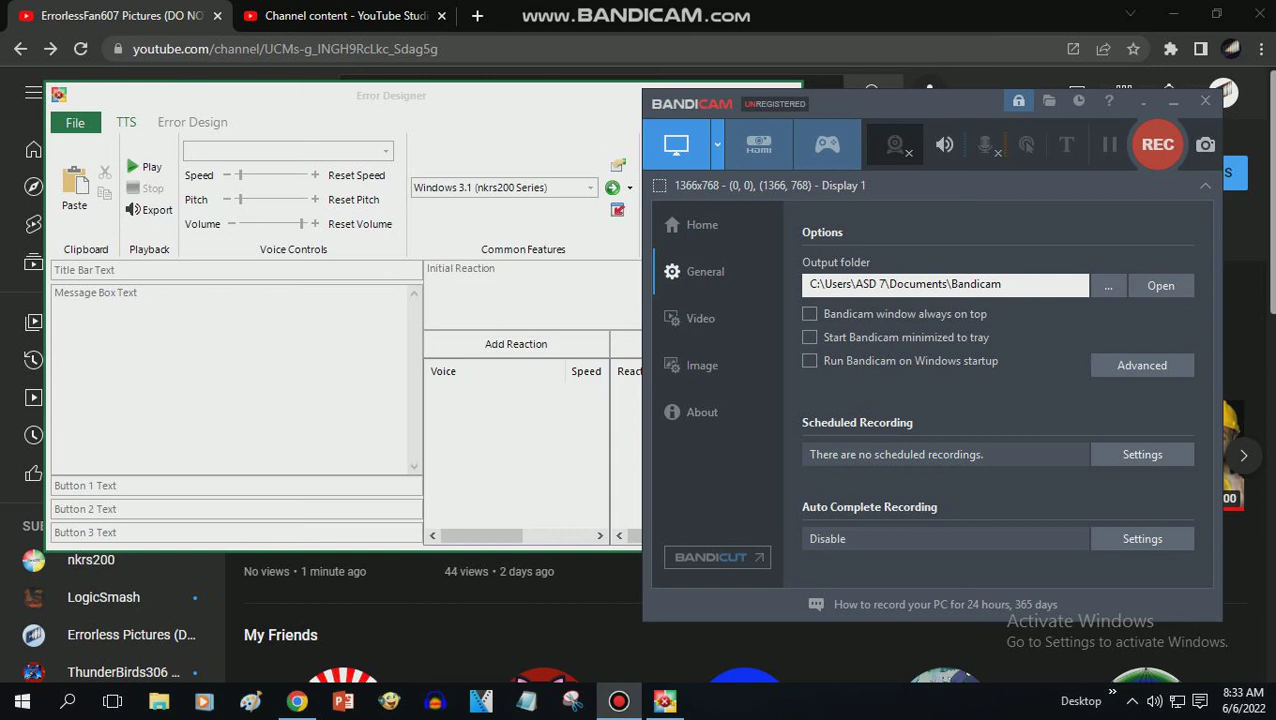 ErrorlessFan607 Pictures (DO NO
Channel content - YouTube Studi
www.BANDICAM.com
youtube.com/channel/UCMs-g_INGH9RcLkc_Sdag5g
Error Designer
File
TTS
Error Design
Paste
Play
Stop
Export
Speed
Reset Speed
Pitch
Reset Pitch
Volume
Reset Volume
Windows 3.1 (nkrs200 Series)
Clipboard
Playback
Voice Controls
Common Features
Title Bar Text
Initial Reaction
Message Box Text
Add Reaction
Voice
Speed
Reac
Button 1 Text
Button 2 Text
Button 3 Text
BANDICAM
UNREGISTERED
HDMI
REC
1366x768 - (0, 0), (1366, 768) - Display 1
Home
General
Video
Image
About
BANDICUT
Options
Output folder
C:\Users\ASD 7\Documents\Bandicam
...
Open
Bandicam window always on top
Start Bandicam minimized to tray
Run Bandicam on Windows startup
Advanced
Scheduled Recording
There are no scheduled recordings.
Settings
Auto Complete Recording
Disable
Settings
How to record your PC for 24 hours, 365 days
S
00
SU
nkrs200
LogicSmash
Errorless Pictures (D...
ThunderBirds306 ...
No views • 1 minute ago
44 views • 2 days ago
My Friends
Activate Windows
Go to Settings to activate Windows.
Desktop
8:33 AM
6/6/2022